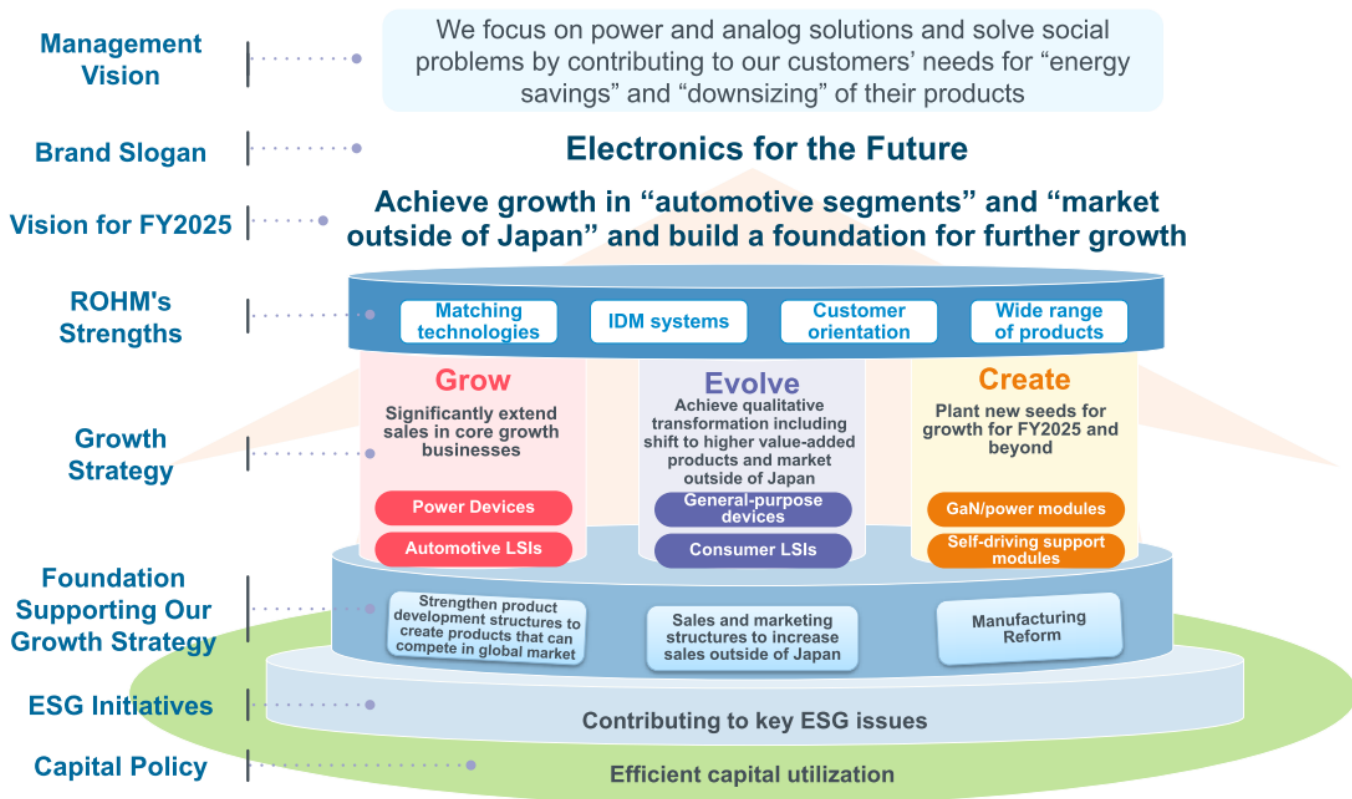 Management
Vision
We focus on power and analog solutions and solve social
problems by contributing to our customers’ needs for “energy
savings” and “downsizing” of their products
Brand Slogan
Electronics for the Future
Vision for FY2025
Achieve growth in “automotive segments” and “market
outside of Japan” and build a foundation for further growth
ROHM's
Strengths
Matching
technologies
IDM systems
Customer
orientation
Wide range
of products
Growth
Strategy
Grow
Significantly extend
sales in core growth
businesses
Power Devices
Automotive LSIs
Evolve
Achieve qualitative
transformation including
shift to higher value-added
products and market
outside of Japan
General-purpose
devices
Consumer LSIs
Create
Plant new seeds for
growth for FY2025 and
beyond
GaN/power modules
Self-driving support
modules
Foundation
Supporting Our
Growth Strategy
Strengthen product
development structures to
create products that can
compete in global market
Sales and marketing
structures to increase
sales outside of Japan
Manufacturing
Reform
ESG Initiatives
Contributing to key ESG issues
Capital Policy
Efficient capital utilization